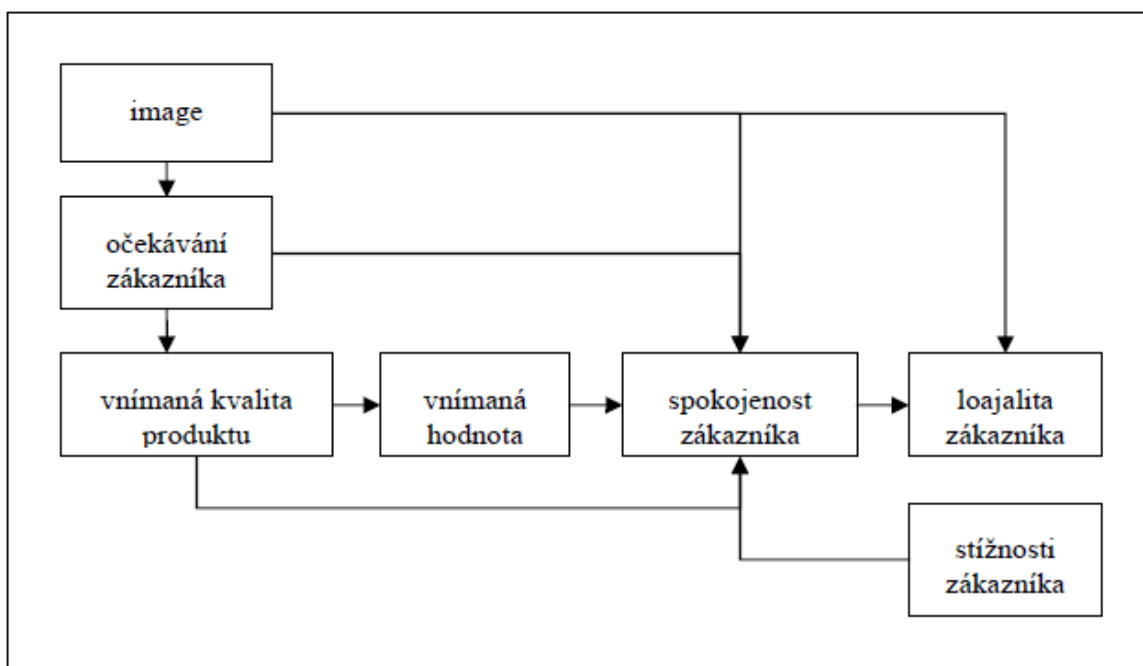 image
očekávání
zákazníka
vnímaná kvalita
produktu
vnímaná
hodnota
spokojenost
zákazníka
loajalita
zákazníka
stížnosti
zákazníka